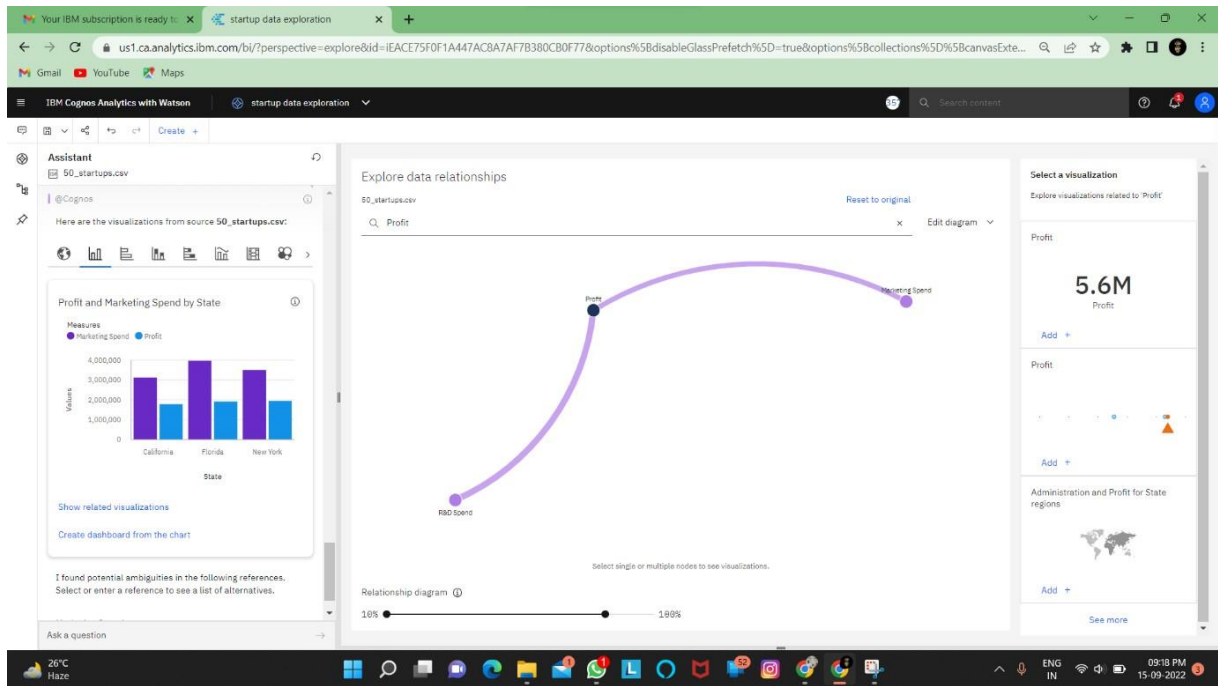 Your IBM subscription is ready to
startup data exploration
us1.ca.analytics.ibm.com/bi/?perspective=explore&id=iEACE75F0F1A447AC8A7AF7B380CB0F77&options%5BdisableGlassPrefetch%5D=true&options%5Bcollections%5D%5BcanvasExte...
Gmail YouTube Maps
IBM Cognos Analytics with Watson
startup data exploration
Search content
Create +
Assistant
50_startups.csv
@Cognos
Here are the visualizations from source 50_startups.csv:
Profit and Marketing Spend by State
Measures
Marketing Spend Profit
4,000,000
3,000,000
2,000,000
1,000,000
0
Values
California Florida New York
State
Show related visualizations
Create dashboard from the chart
I found potential ambiguities in the following references.
Select or enter a reference to see a list of alternatives.
Ask a question
Explore data relationships
50_startups.csv
Reset to original
Profit
Edit diagram
Profit
Marketing Spend
R&D Spend
Select single or multiple nodes to see visualizations.
Relationship diagram
10% 100%
Select a visualization
Explore visualizations related to 'Profit'
Profit
5.6M
Profit
Add +
Profit
Add +
Administration and Profit for State
regions
Add +
See more
26°C
Haze
52
ENG
IN
09:18 PM
15-09-2022
3